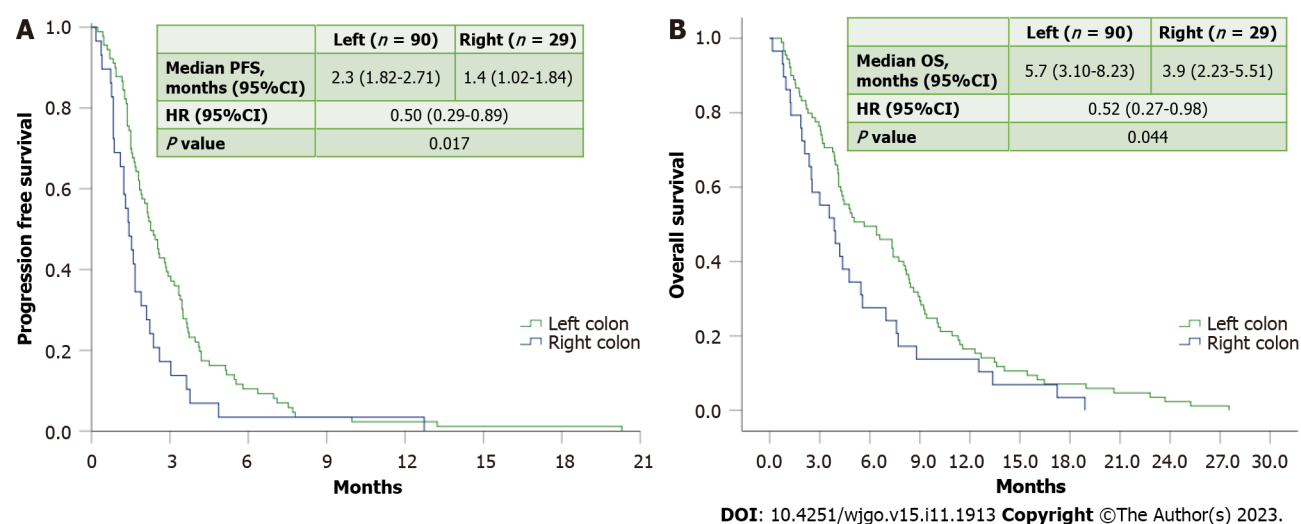 A
Left (n = 90) Right (n = 29)
Median PFS, months (95%CI) 2.3 (1.82-2.71) 1.4 (1.02-1.84)
HR (95%CI) 0.50 (0.29-0.89)
P value 0.017
Progression free survival
1.0
0.8
0.6
0.4
0.2
0.0
Left colon
Right colon
0 3 6 9 12 15 18 21
Months
B
Left (n = 90) Right (n = 29)
Median OS, months (95%CI) 5.7 (3.10-8.23) 3.9 (2.23-5.51)
HR (95%CI) 0.52 (0.27-0.98)
P value 0.044
Overall survival
1.0
0.8
0.6
0.4
0.2
0.0
Left colon
Right colon
0.0 3.0 6.0 9.0 12.0 15.0 18.0 21.0 24.0 27.0 30.0
Months
DOI: 10.4251/wjgo.v15.i11.1913 Copyright ©The Author(s) 2023.